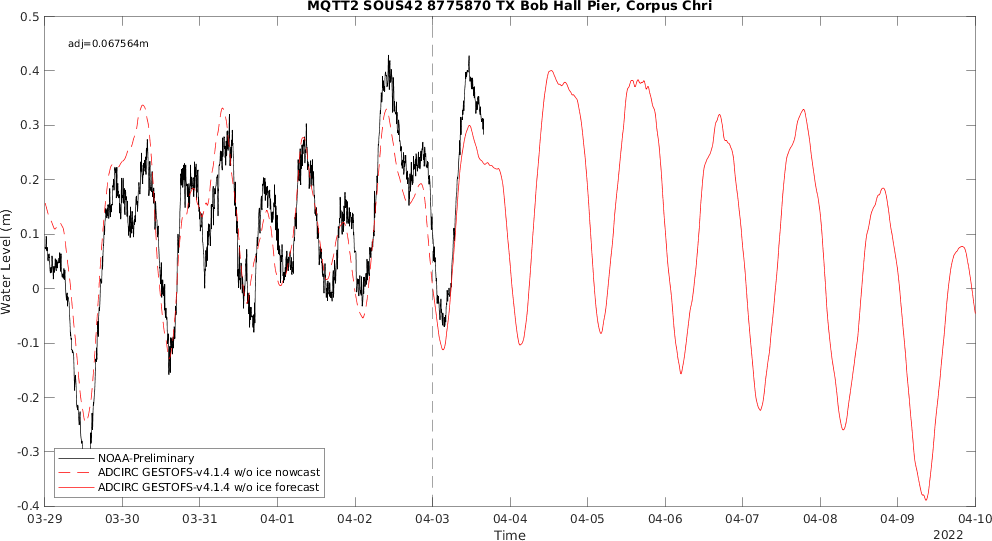 MQTT2 SOUS42 8775870 TX Bob Hall Pier, Corpus Chri
adj=0.067564m
0.5
0.4
0.3
0.2
0.1
0
-0.1
-0.2
-0.3
-0.4
Water Level (m)
NOAA-Preliminary
ADCIRC GESTOFS-v4.1.4 w/o ice nowcast
ADCIRC GESTOFS-v4.1.4 w/o ice forecast
03-29 03-30 03-31 04-01 04-02 04-03 04-04 04-05 04-06 04-07 04-08 04-09 04-10
Time
2022